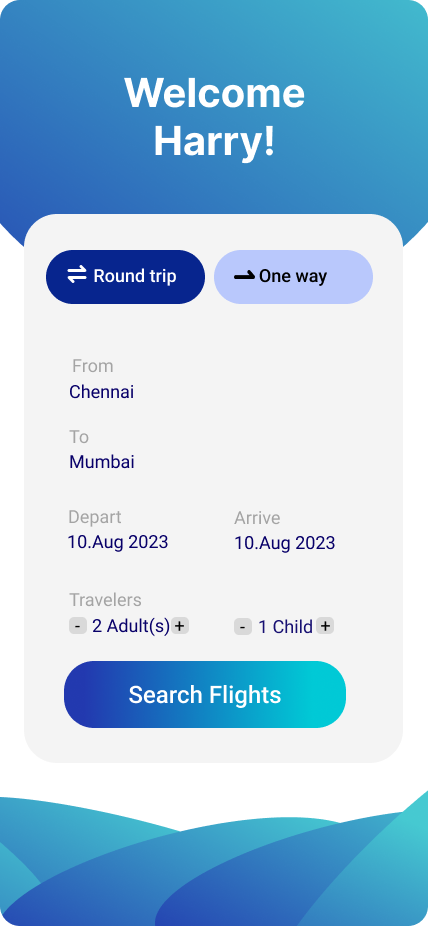 Welcome
Harry!
Round trip
One way
From
Chennai
To
Mumbai
Depart
Arrive
10.Aug 2023
10.Aug 2023
Travelers
- 2 Adult(s) +
- 1 Child +
Search Flights